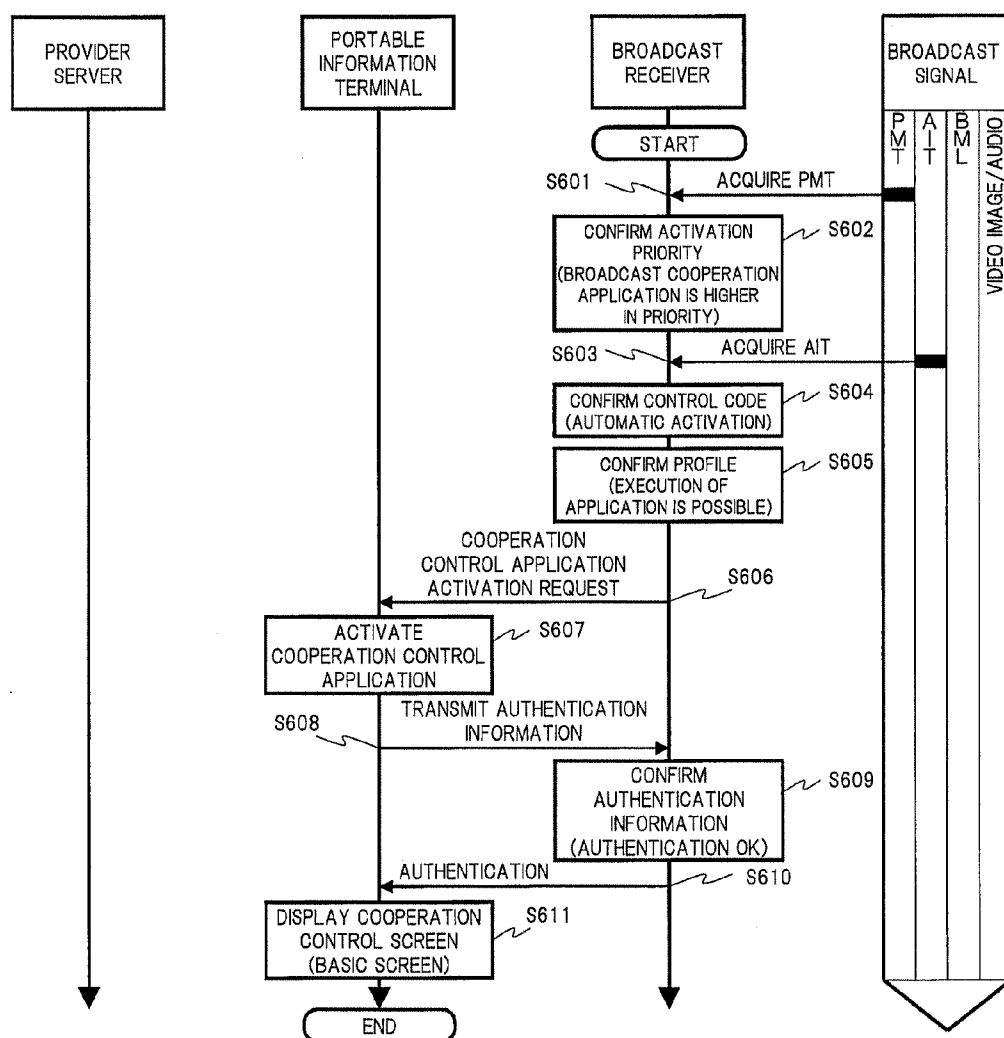 PROVIDER
SERVER
PORTABLE
INFORMATION
TERMINAL
BROADCAST
RECEIVER
BROADCAST
SIGNAL
PMT
AIT
BML
VIDEO IMAGE/AUDIO
START
S601
ACQUIRE PMT
CONFIRM ACTIVATION
PRIORITY
(BROADCAST COOPERATION
APPLICATION IS HIGHER
IN PRIORITY)
S602
S603
ACQUIRE AIT
CONFIRM CONTROL CODE
(AUTOMATIC ACTIVATION)
S604
CONFIRM PROFILE
(EXECUTION OF
APPLICATION IS POSSIBLE)
S605
COOPERATION
CONTROL APPLICATION
ACTIVATION REQUEST
S606
ACTIVATE
COOPERATION CONTROL
APPLICATION
S607
S608
TRANSMIT AUTHENTICATION
INFORMATION
CONFIRM
AUTHENTICATION
INFORMATION
(AUTHENTICATION OK)
S609
AUTHENTICATION
S610
DISPLAY COOPERATION
CONTROL SCREEN
(BASIC SCREEN)
S611
END